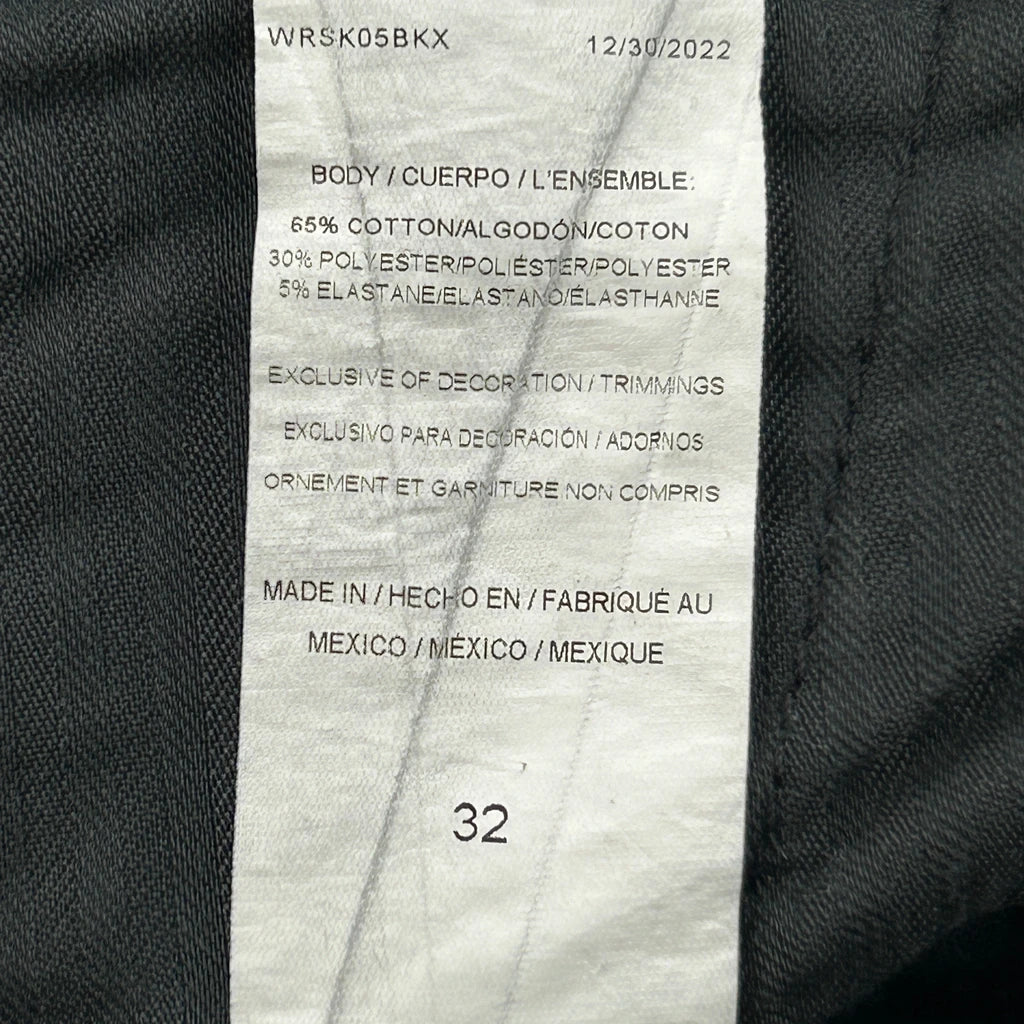 WRSK05BKX 12/30/2022
BODY / CUERPO / L'ENSEMBLE:
65% COTTON/ALGODÓN/COTON
30% POLYESTER/POLIÉSTER/POLYESTER
5% ELASTANE/ELASTANO/ÉLASTHANNE
EXCLUSIVE OF DECORATION / TRIMMINGS
EXCLUSIVO PARA DECORACIÓN / ADORNOS
ORNEMENT ET GARNITURE NON COMPRIS
MADE IN / HECHO EN / FABRIQUÉ AU
MEXICO / MÉXICO / MEXIQUE
32